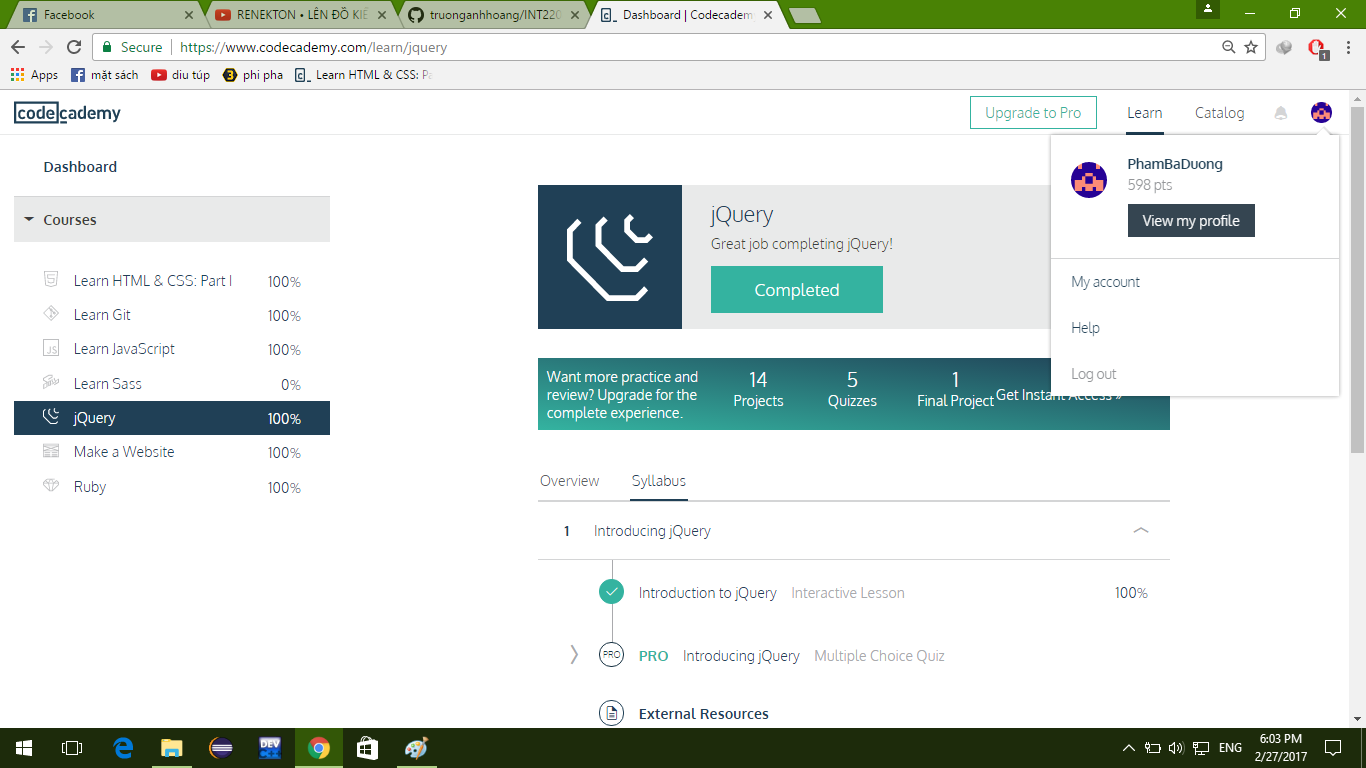 Facebook
RENEKTON • LÊN ĐỒ KIẾ
truonganhhoang/INT220
Dashboard | Codecadem
Secure
https://www.codecademy.com/learn/jquery
Apps
mặt sách
diu túp
phi pha
Learn HTML & CSS: Pa
1
codecademy
Upgrade to Pro
Learn
Catalog
Dashboard
PhamBaDuong
598 pts
View my profile
My account
Help
Log out
Courses
Learn HTML & CSS: Part I 100%
Learn Git 100%
Learn JavaScript 100%
Learn Sass 0%
jQuery 100%
Make a Website 100%
Ruby 100%
jQuery
Great job completing jQuery!
Completed
Want more practice and
review? Upgrade for the
complete experience.
14
Projects
5
Quizzes
1
Final Project
Get Instant Access »
Overview
Syllabus
1 Introducing jQuery
Introduction to jQuery Interactive Lesson 100%
PRO PRO Introducing jQuery Multiple Choice Quiz
External Resources
DEV
ENG
6:03 PM
2/27/2017